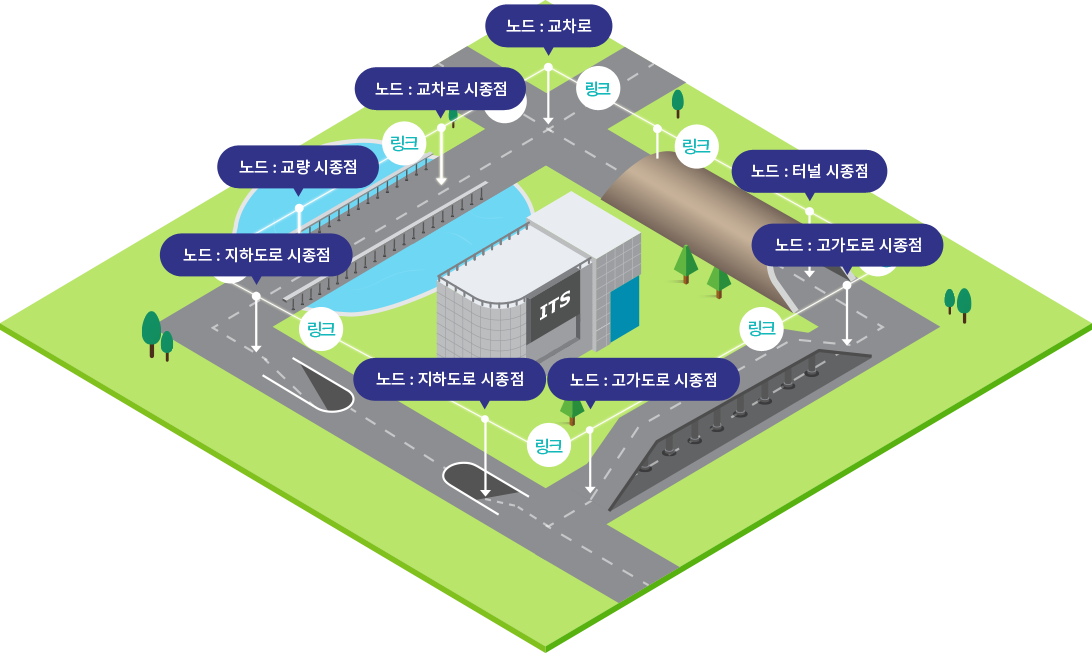 노드 : 교차로
노드 : 교차로 시종점
링크
링크
링크
노드 : 교량 시종점
노드 : 터널 시종점
노드 : 지하도로 시종점
노드 : 고가도로 시종점
ITS
링크
링크
노드 : 지하도로 시종점
노드 : 고가도로 시종점
링크